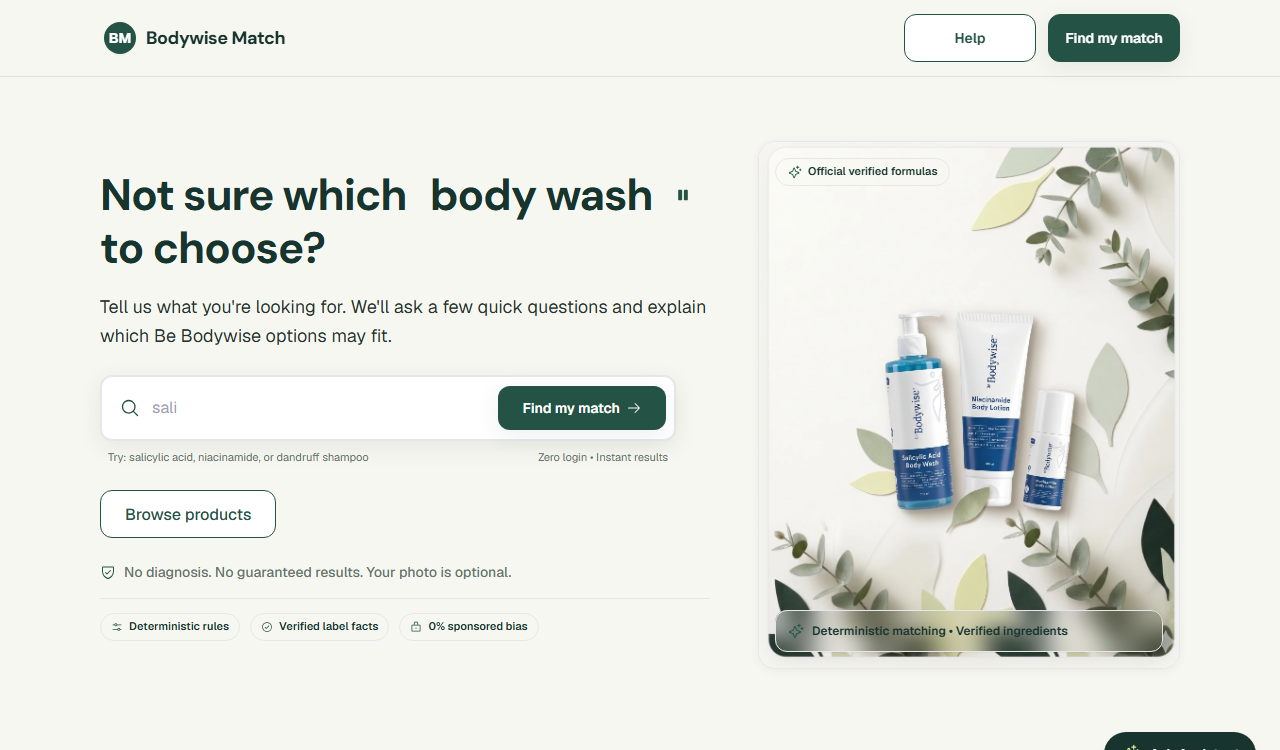 BM Bodywise Match
Help
Find my match
Not sure which body wash
to choose?
Tell us what you're looking for. We'll ask a few quick questions and explain
which Be Bodywise options may fit.
sali
Find my match →
Try: salicylic acid, niacinamide, or dandruff shampoo
Zero login • Instant results
Browse products
No diagnosis. No guaranteed results. Your photo is optional.
Deterministic rules
Verified label facts
0% sponsored bias
Official verified formulas
Be Bodywise
Salicylic Acid
Body Wash
Be Bodywise
Niacinamide
Body Lotion
Bodywise
Deterministic matching • Verified ingredients